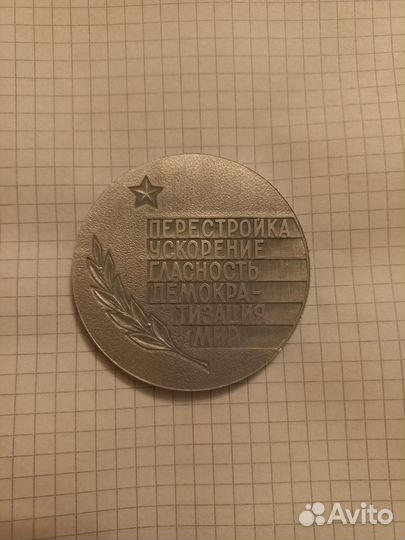 ПЕРЕСТРОЙКА
УСКОРЕНИЕ
ГЛАСНОСТЬ
ДЕМОКРА-
ТИЗАЦИЯ
МИР
Avito